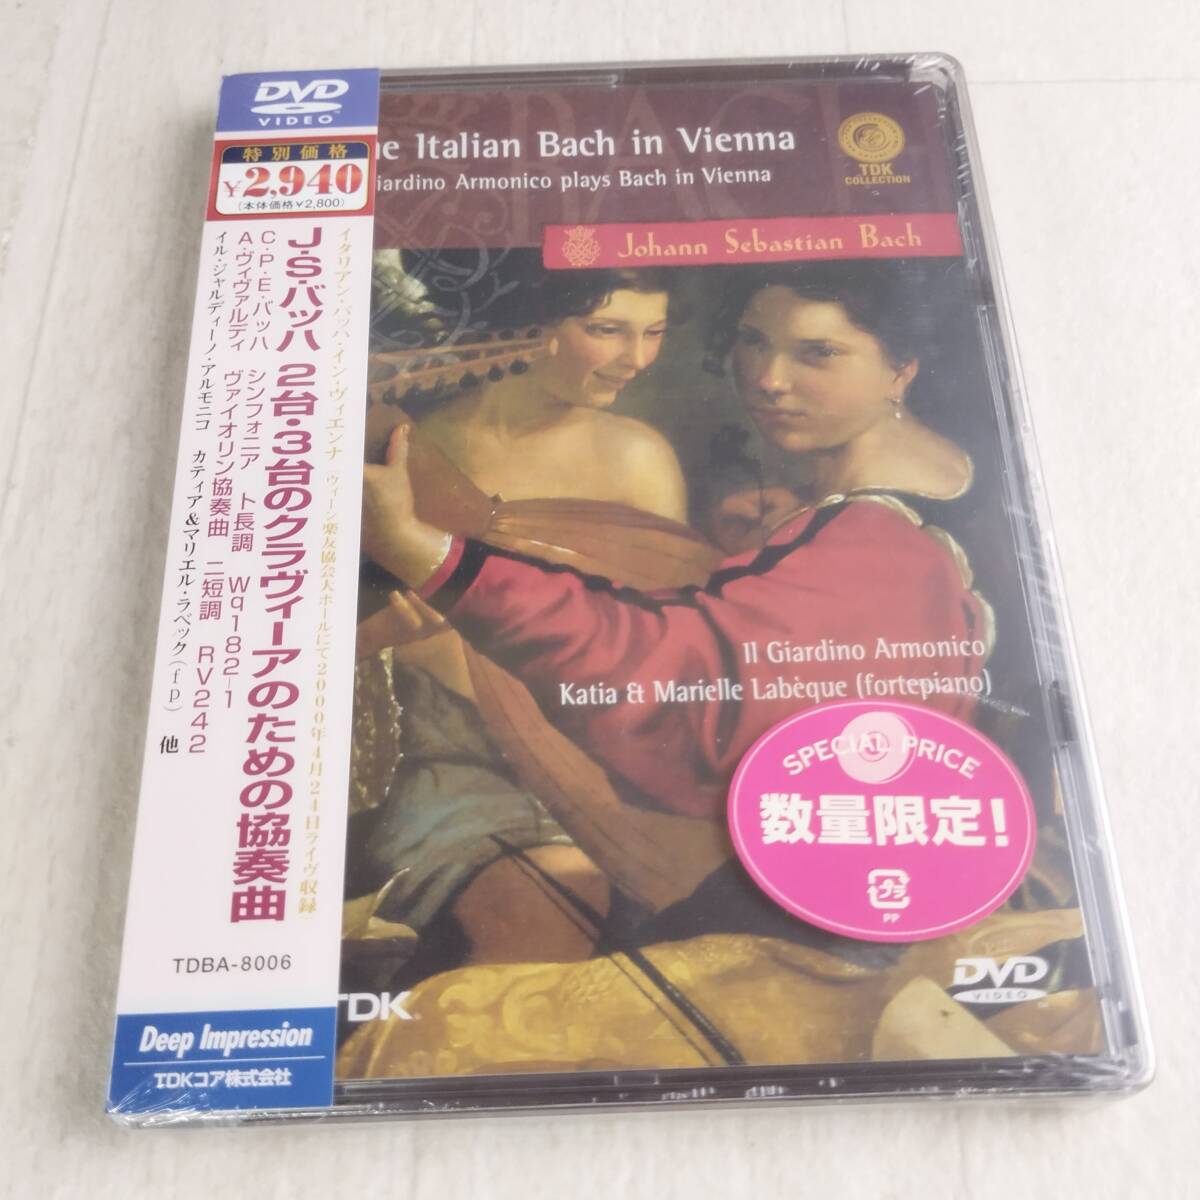 DVD
VIDEO
特別価格
¥2,940
(本体価格¥2,800)
イタリアン・バッハ・イン・ヴィエンナ(ウィーン楽友協会大ホールにて2000年4月24日ライヴ収録)
J・S・バッハ 2台・3台のクラヴィーアのための協奏曲
C・P・E・バッハ シンフォニア ト長調 Wq182-1
A・ヴィヴァルディ ヴァイオリン協奏曲 ニ短調 RV242
イル・ジャルディーノ・アルモニコ カティア&マリエル・ラベック(fp) 他
TDBA-8006
Deep Impression
TDKコア株式会社
Italian Bach in Vienna
Giardino Armonico plays Bach in Vienna
TDK
COLLECTION
Johann Sebastian Bach
Il Giardino Armonico
Katia & Marielle Labèque (fortepiano)
SPECIAL PRICE
数量限定!
プラ
PP
TDK
DVD
VIDEO